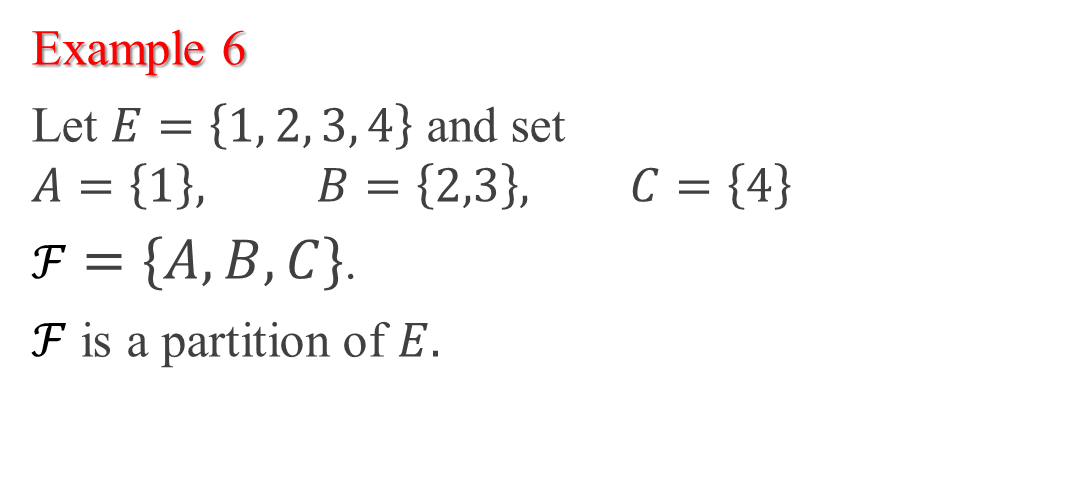 Example 6
Let E = {1, 2, 3, 4} and set
A = {1}, B = {2,3}, C = {4}
ℱ = {A, B, C}.
ℱ is a partition of E.